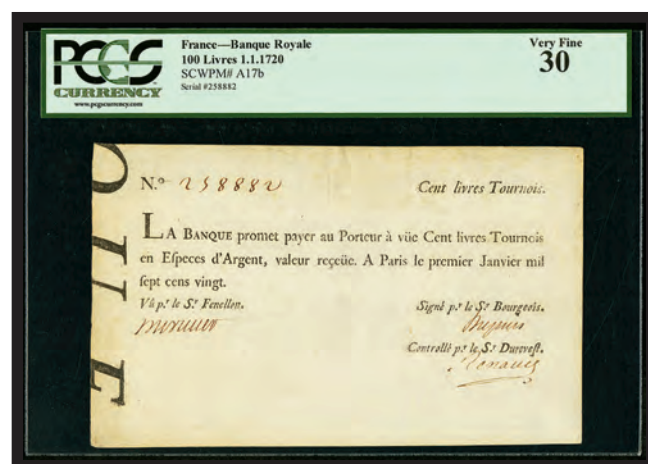 PCGS
CURRENCY
www.pcgscurrency.com
France—Banque Royale
100 Livres 1.1.1720
SCWPM# A17b
Serial #258882
Very Fine
30
N.º 258882
Cent livres Tournois.
LA BANQUE promet payer au Porteur à vûe Cent livres Tournois
en Eſpeces d'Argent, valeur reçeüe. A Paris le premier Janvier mil
ſept cens vingt.
Vû p.r le S.r Fenellon.
Signé p.r le S.r Bourgeois.
Controllé p.r le S.r Dureveſt.